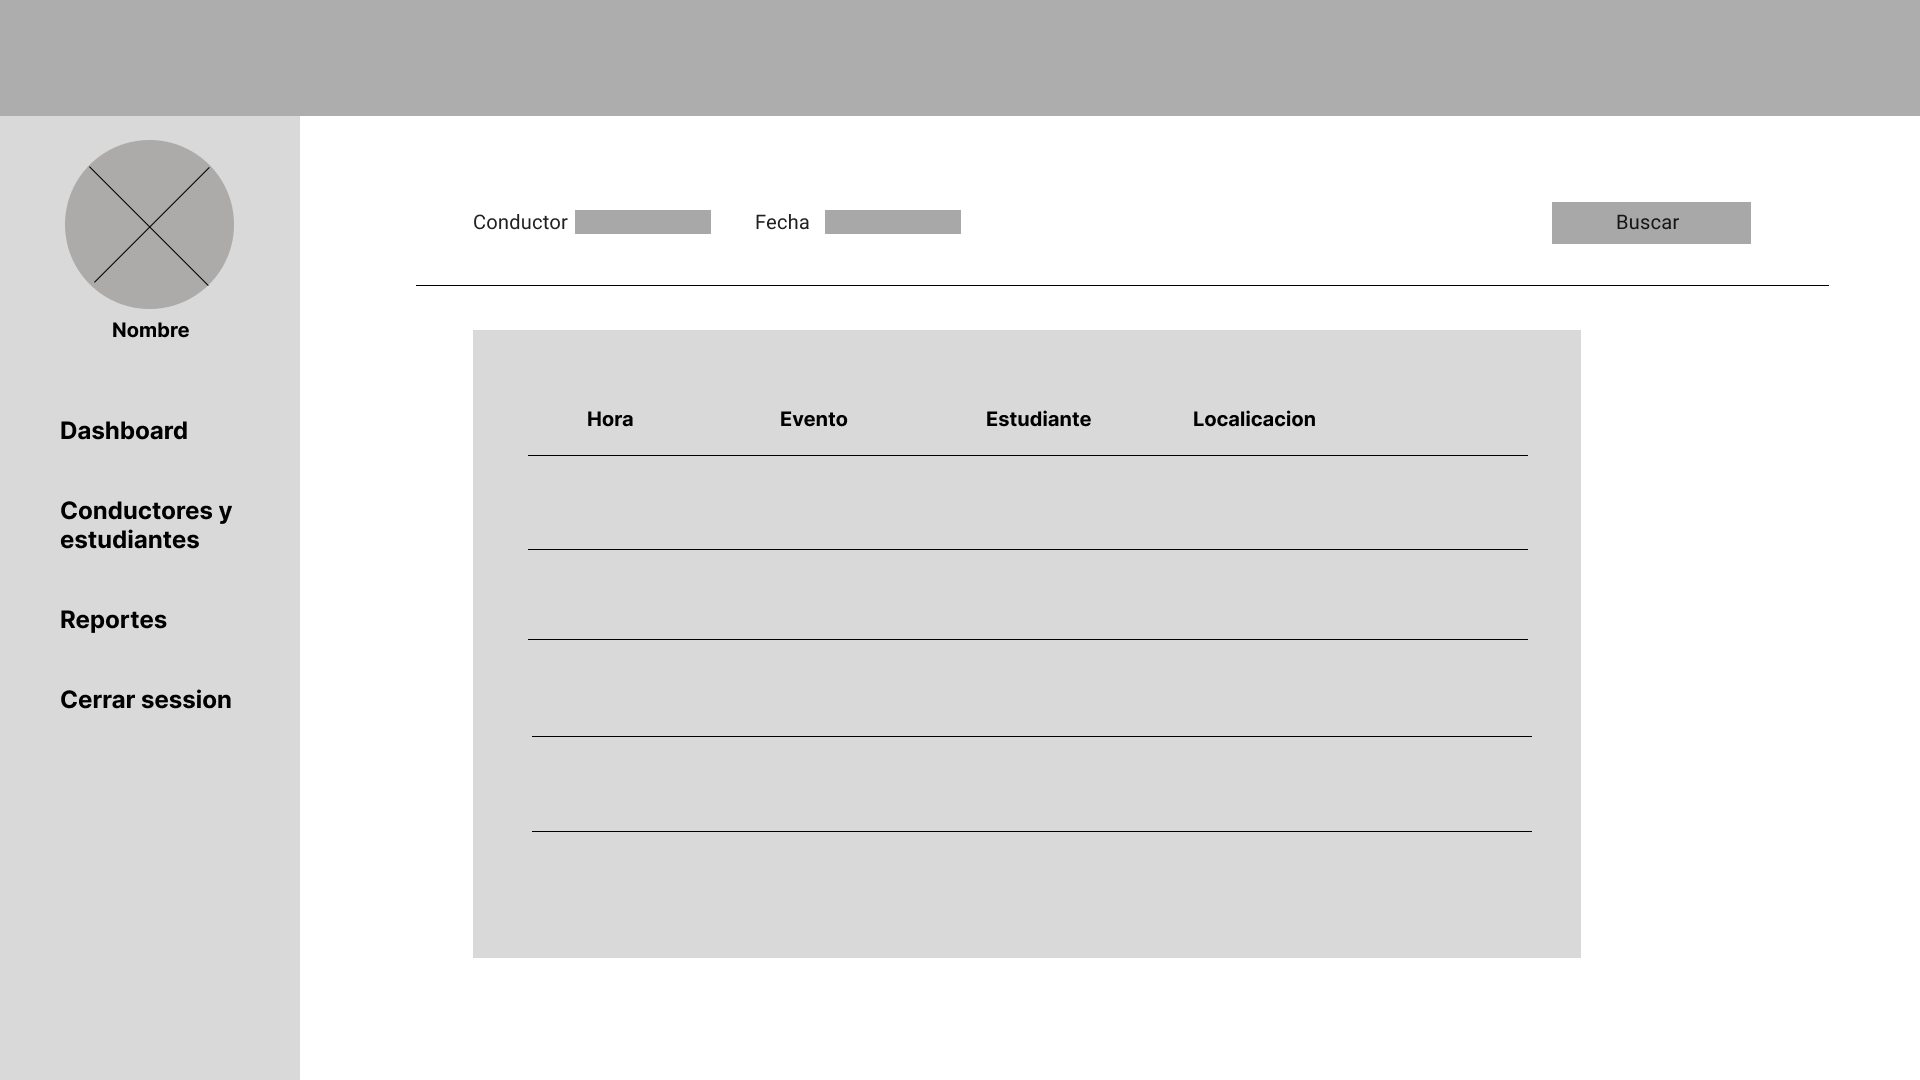 Nombre
Dashboard
Conductores y
estudiantes
Reportes
Cerrar session
Conductor
Fecha
Buscar
Hora
Evento
Estudiante
Localicacion